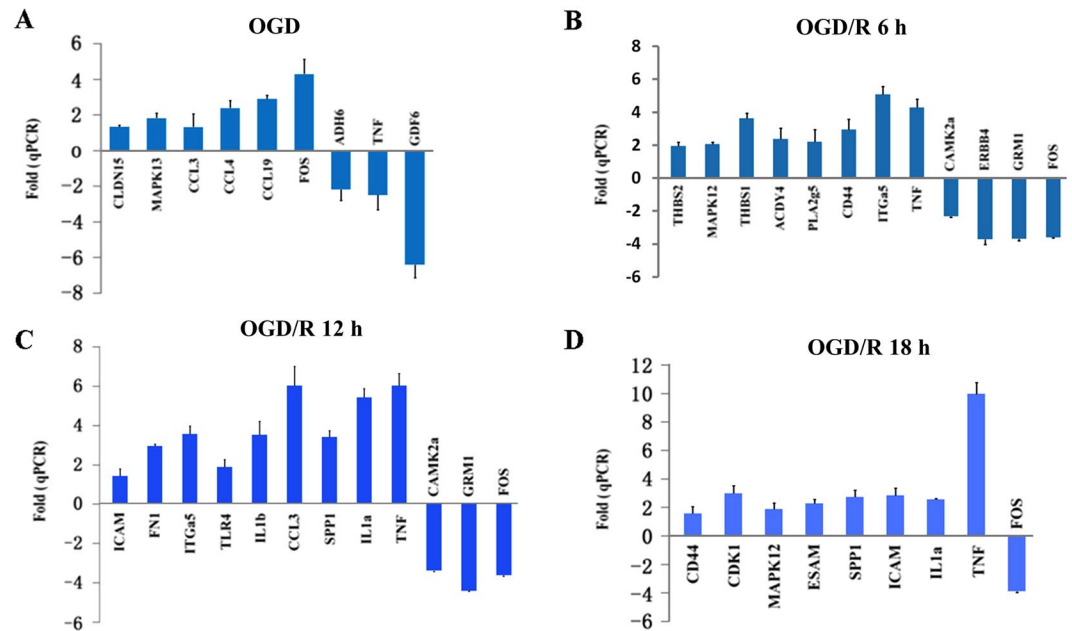 A
OGD
Fold ( qPCR)
6
4
2
0
−2
−4
−6
−8
CLDN15
MAPK13
CCL3
CCL4
CCL19
FOS
ADH6
TNF
GDF6
B
OGD/R 6 h
Fold ( qPCR)
8
6
4
2
0
-2
-4
-6
THBS2
MAPK12
THBS1
ACDY4
PLA2g5
CD44
ITGa5
TNF
CAMK2a
ERBB4
GRM1
FOS
C
OGD/R 12 h
Fold ( qPCR)
8
6
4
2
0
−2
−4
−6
ICAM
FN1
ITGa5
TLR4
IL1b
CCL3
SPP1
IL1a
TNF
CAMK2a
GRM1
FOS
D
OGD/R 18 h
Fold ( qPCR)
12
10
8
6
4
2
0
−2
−4
−6
CD44
CDK1
MAPK12
ESAM
SPP1
ICAM
IL1a
TNF
FOS